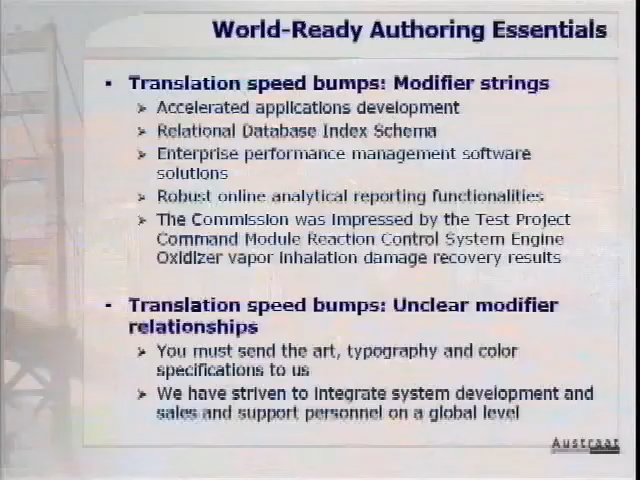 World-Ready Authoring Essentials
▪ Translation speed bumps: Modifier strings
➢ Accelerated applications development
➢ Relational Database Index Schema
➢ Enterprise performance management software
solutions
➢ Robust online analytical reporting functionalities
➢ The Commission was impressed by the Test Project
Command Module Reaction Control System Engine
Oxidizer vapor inhalation damage recovery results
▪ Translation speed bumps: Unclear modifier
relationships
➢ You must send the art, typography and color
specifications to us
➢ We have striven to integrate system development and
sales and support personnel on a global level
Austraat